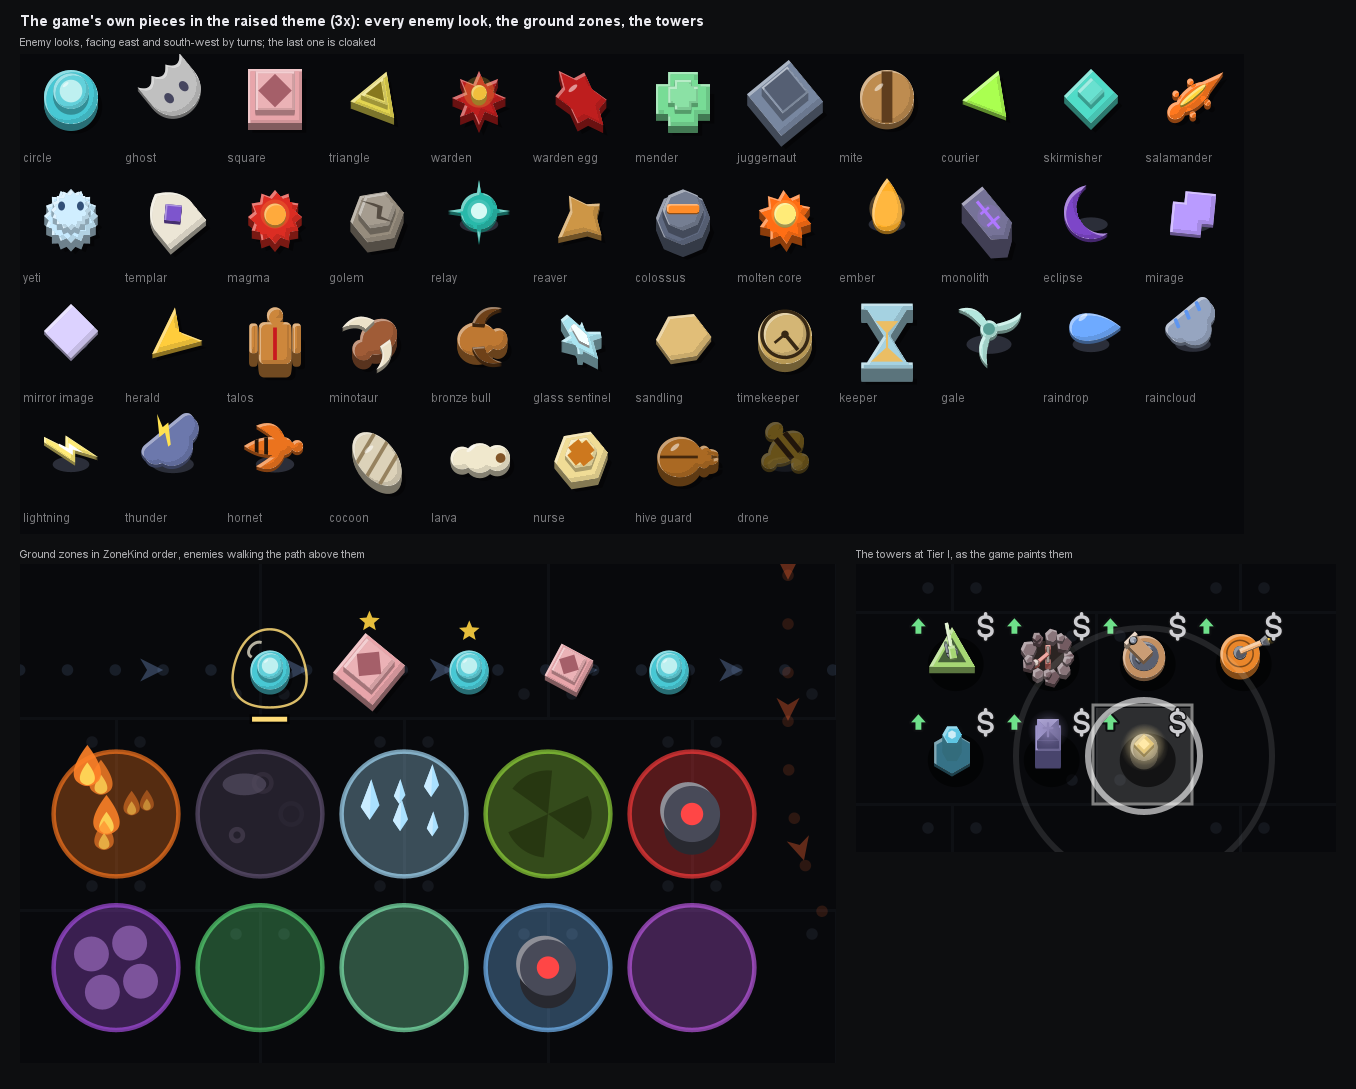 The game's own pieces in the raised theme (3x): every enemy look, the ground zones, the towers
Enemy looks, facing east and south-west by turns; the last one is cloaked
circle ghost square triangle warden warden egg mender juggernaut mite courier skirmisher salamander
yeti templar magma golem relay reaver colossus molten core ember monolith eclipse mirage
mirror image herald talos minotaur bronze bull glass sentinel sandling timekeeper keeper gale raindrop raincloud
lightning thunder hornet cocoon larva nurse hive guard drone
Ground zones in ZoneKind order, enemies walking the path above them
The towers at Tier I, as the game paints them
$ $ $ $
$ $ $